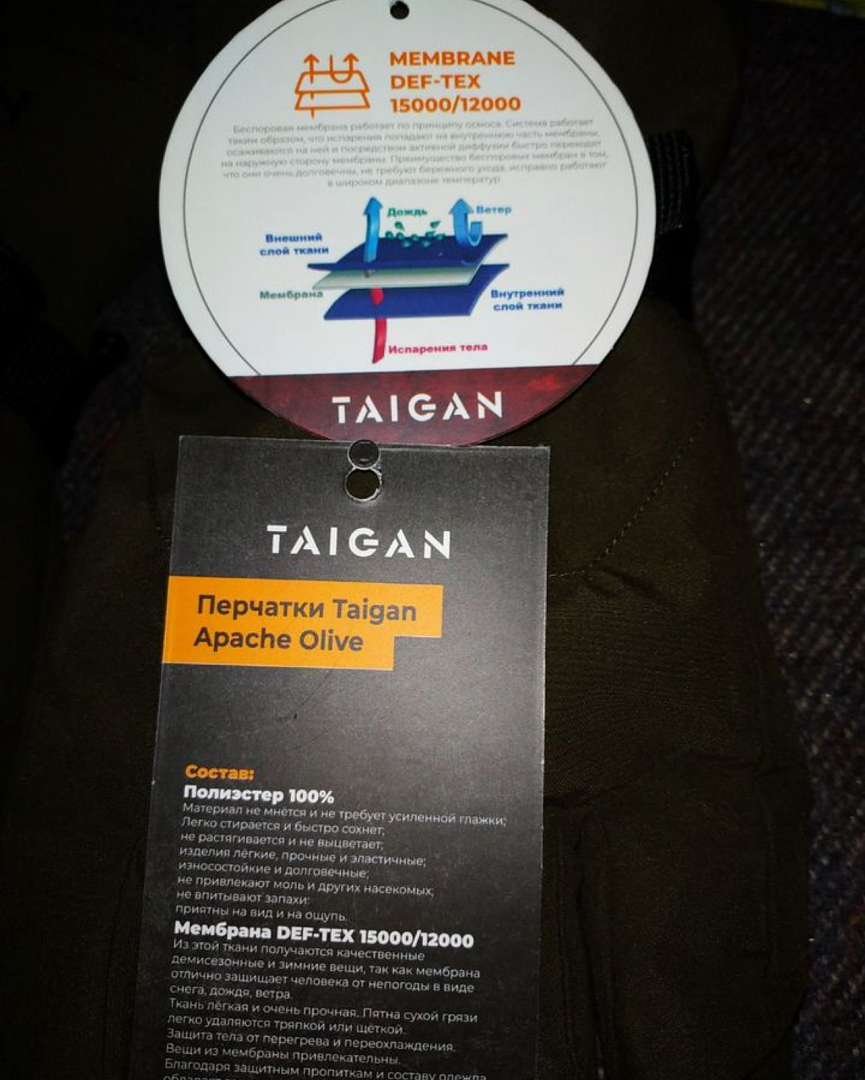 MEMBRANE
DEF-TEX
15000/12000
Беспоровая мембрана работает по принципу осмоса. Система работает
таким образом, что испарения попадают на внутреннюю часть мембраны,
осаживаются на ней и посредством активной диффузии быстро переходят
на наружную сторону мембраны. Преимущество беспоровых мембран в том,
что они очень долговечны, не требуют бережного ухода, исправно работают
в широком диапазоне температур
Дождь
Ветер
Внешний
слой ткани
Мембрана
Внутренний
слой ткани
Испарения тела
TAIGAN
TAIGAN
Перчатки Taigan
Apache Olive
Состав:
Полиэстер 100%
Материал не мнётся и не требует усиленной глажки;
Легко стирается и быстро сохнет;
не растягивается и не выцветает;
изделия лёгкие, прочные и эластичные;
износостойкие и долговечные;
не привлекают моль и других насекомых;
не впитывают запахи:
приятны на вид и на ощупь.
Мембрана DEF-TEX 15000/12000
Из этой ткани получаются качественные
демисезонные и зимние вещи, так как мембрана
отлично защищает человека от непогоды в виде
снега, дождя, ветра.
Ткань лёгкая и очень прочная. Пятна сухой грязи
легко удаляются тряпкой или щёткой.
Защита тела от перегрева и переохлаждения.
Вещи из мембраны привлекательны.
Благодаря защитным пропиткам и составу одежда